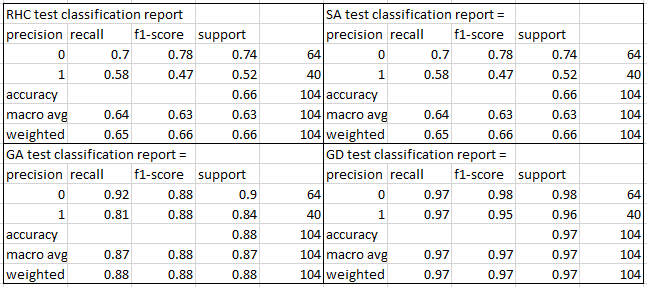 RHC test classification report
precision recall f1-score support
0 0.7 0.78 0.74 64
1 0.58 0.47 0.52 40
accuracy 0.66 104
macro avg 0.64 0.63 0.63 104
weighted 0.65 0.66 0.66 104
SA test classification report =
precision recall f1-score support
0 0.7 0.78 0.74 64
1 0.58 0.47 0.52 40
accuracy 0.66 104
macro avg 0.64 0.63 0.63 104
weighted 0.65 0.66 0.66 104
GA test classification report =
precision recall f1-score support
0 0.92 0.88 0.9 64
1 0.81 0.88 0.84 40
accuracy 0.88 104
macro avg 0.87 0.88 0.87 104
weighted 0.88 0.88 0.88 104
GD test classification report =
precision recall f1-score support
0 0.97 0.98 0.98 64
1 0.97 0.95 0.96 40
accuracy 0.97 104
macro avg 0.97 0.97 0.97 104
weighted 0.97 0.97 0.97 104